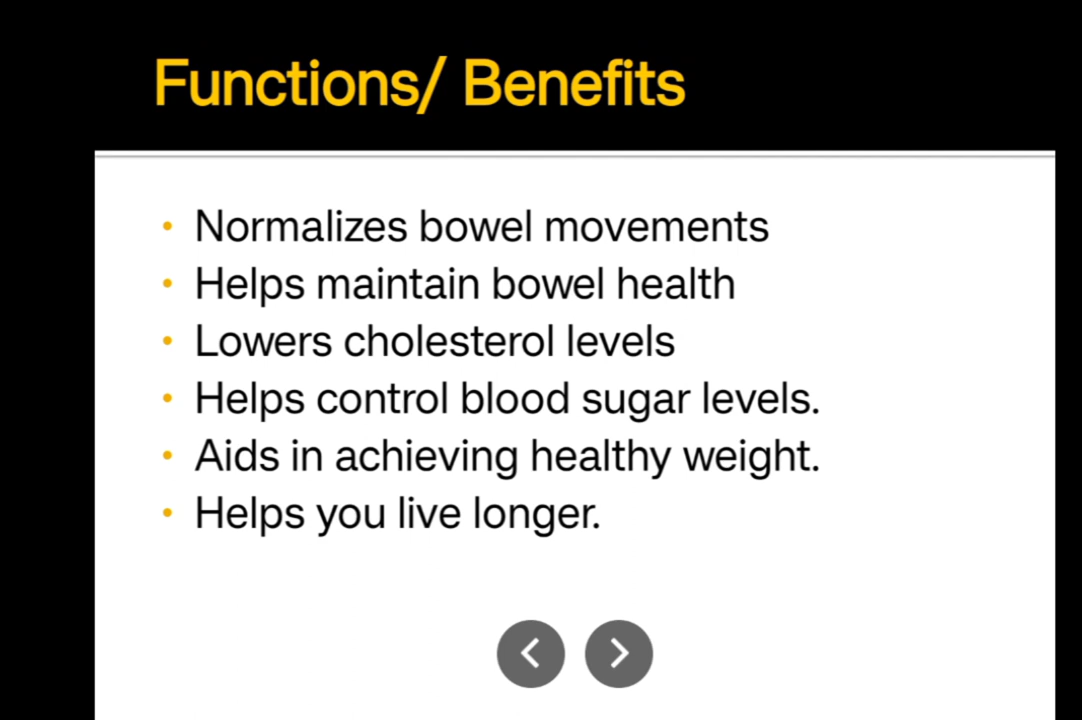 Functions/ Benefits
• Normalizes bowel movements
• Helps maintain bowel health
• Lowers cholesterol levels
• Helps control blood sugar levels.
• Aids in achieving healthy weight.
• Helps you live longer.